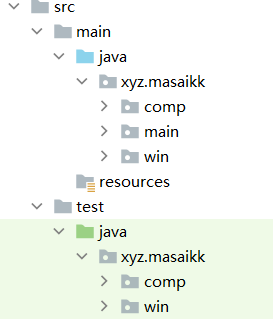 src
main
java
xyz.masaikk
comp
main
win
resources
test
java
xyz.masaikk
comp
win